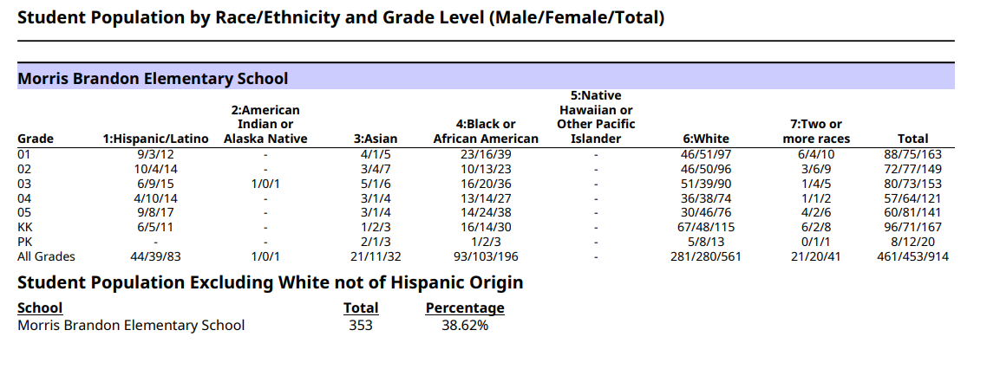 Student Population by Race/Ethnicity and Grade Level (Male/Female/Total)
Morris Brandon Elementary School
Grade 1:Hispanic/Latino 2:American Indian or Alaska Native 3:Asian 4:Black or African American 5:Native Hawaiian or Other Pacific Islander 6:White 7:Two or more races Total
01 9/3/12 - 4/1/5 23/16/39 - 46/51/97 6/4/10 88/75/163
02 10/4/14 - 3/4/7 10/13/23 - 46/50/96 3/6/9 72/77/149
03 6/9/15 1/0/1 5/1/6 16/20/36 - 51/39/90 1/4/5 80/73/153
04 4/10/14 - 3/1/4 13/14/27 - 36/38/74 1/1/2 57/64/121
05 9/8/17 - 3/1/4 14/24/38 - 30/46/76 4/2/6 60/81/141
KK 6/5/11 - 1/2/3 16/14/30 - 67/48/115 6/2/8 96/71/167
PK - - 2/1/3 1/2/3 - 5/8/13 0/1/1 8/12/20
All Grades 44/39/83 1/0/1 21/11/32 93/103/196 - 281/280/561 21/20/41 461/453/914
Student Population Excluding White not of Hispanic Origin
School Total Percentage
Morris Brandon Elementary School 353 38.62%